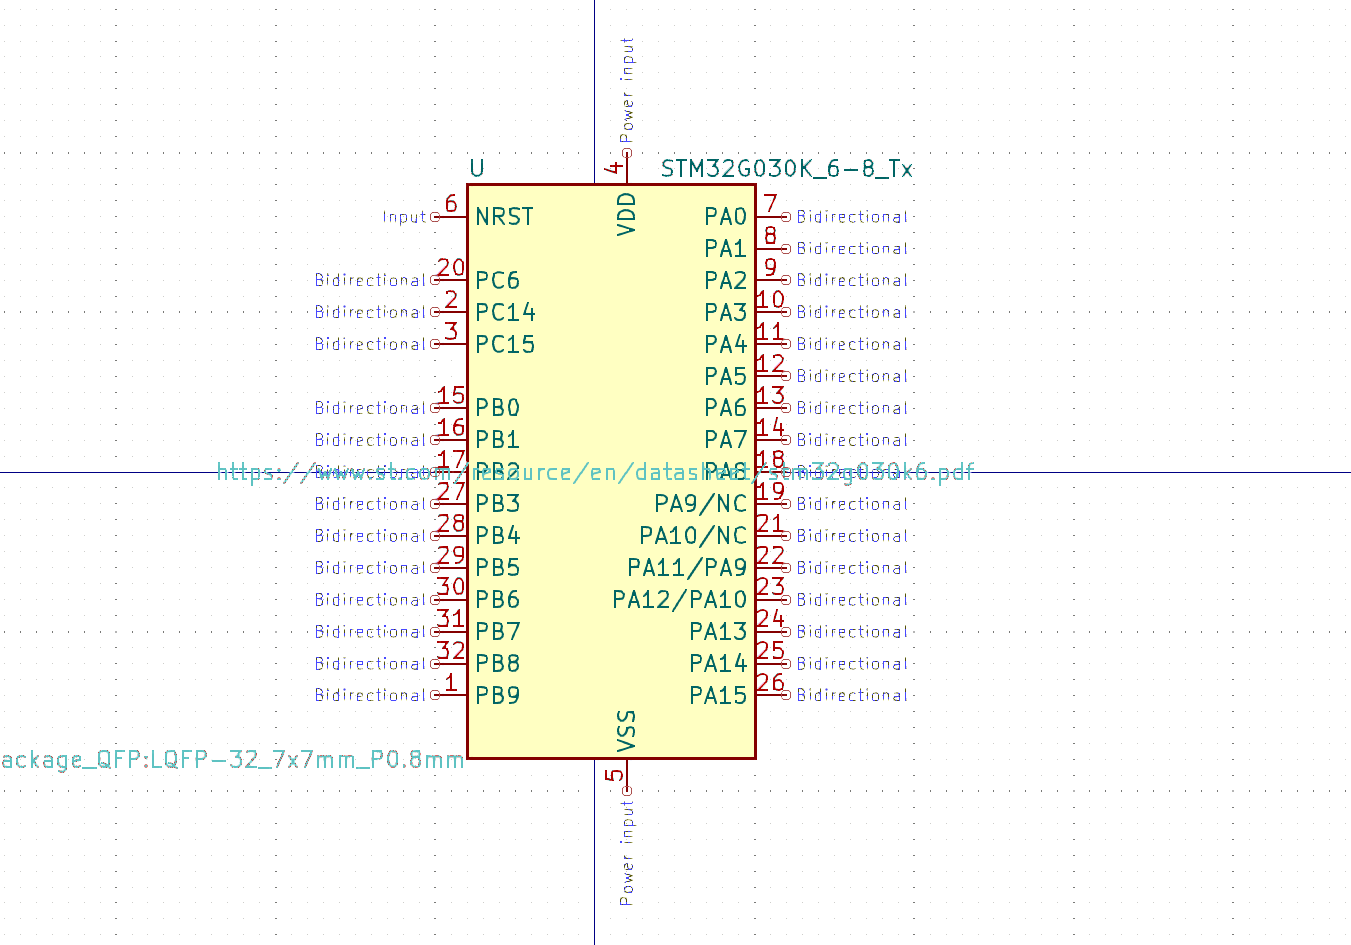 Power input
4
U
STM32G030K_6-8_Tx
VDD
Input 6 NRST
PA0 7 Bidirectional
PA1 8 Bidirectional
Bidirectional 20 PC6
PA2 9 Bidirectional
Bidirectional 2 PC14
PA3 10 Bidirectional
Bidirectional 3 PC15
PA4 11 Bidirectional
PA5 12 Bidirectional
Bidirectional 15 PB0
PA6 13 Bidirectional
Bidirectional 16 PB1
PA7 14 Bidirectional
Bidirectional 17 PB2
PA8 18 Bidirectional
https://www.st.com/resource/en/datasheet/stm32g030k6.pdf
Bidirectional 27 PB3
PA9/NC 19 Bidirectional
Bidirectional 28 PB4
PA10/NC 21 Bidirectional
Bidirectional 29 PB5
PA11/PA9 22 Bidirectional
Bidirectional 30 PB6
PA12/PA10 23 Bidirectional
Bidirectional 31 PB7
PA13 24 Bidirectional
Bidirectional 32 PB8
PA14 25 Bidirectional
Bidirectional 1 PB9
PA15 26 Bidirectional
VSS
ackage_QFP:LQFP-32_7x7mm_P0.8mm
5
Power input